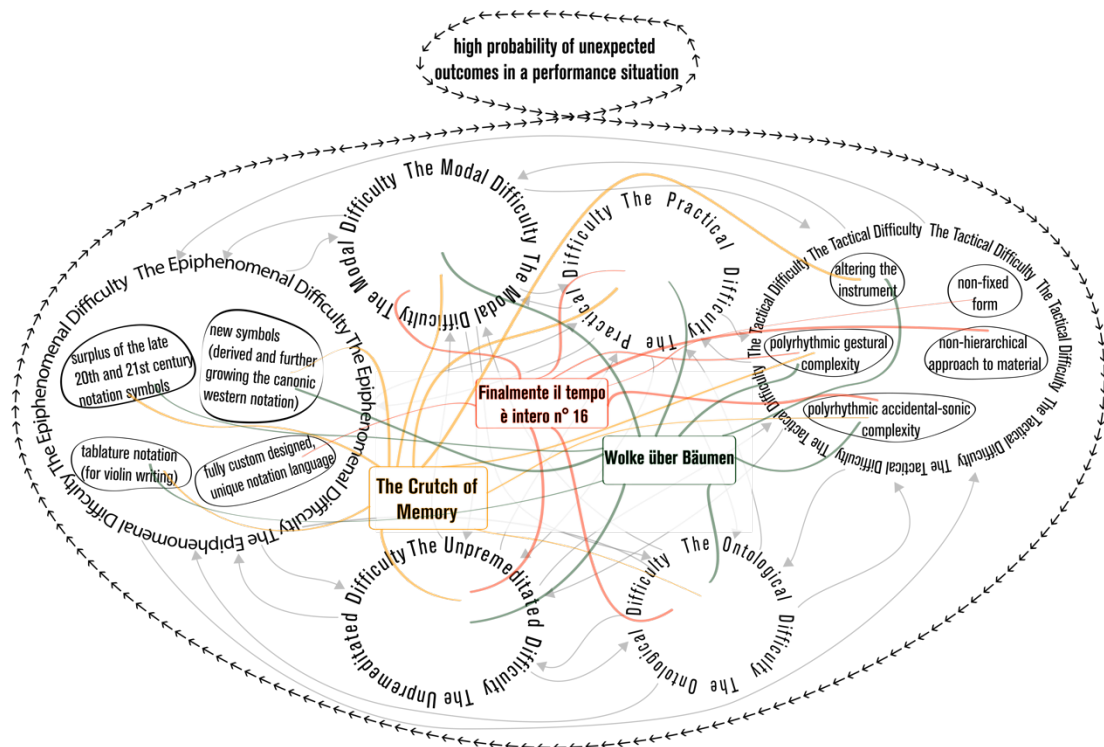 high probability of unexpected
outcomes in a performance situation
The Modal Difficulty The Modal Difficulty The Modal Difficulty
The Practical Difficulty The Practical Difficulty
The Epiphenomenal Difficulty The Epiphenomenal Difficulty The Epiphenomenal Difficulty The Epiphenomenal Difficulty
surplus of the late
20th and 21st century
notation symbols
new symbols
(derived and further
growing the canonic
western notation)
tablature notation
(for violin writing)
fully custom designed,
unique notation language
The Tactical Difficulty The Tactical Difficulty The Tactical Difficulty The Tactical Difficulty The Tactical Difficulty The Tactical Difficulty The Tactical Difficulty The Tactical Difficulty
altering the
instrument
non-fixed
form
polyrhythmic gestural
complexity
non-hierarchical
approach to material
polyrhythmic accidental-sonic
complexity
Finalmente il tempo
è intero n° 16
Wolke über Bäumen
The Crutch of
Memory
The Unpremeditated Difficulty The Unpremeditated Difficulty
The Ontological Difficulty The Ontological Difficulty